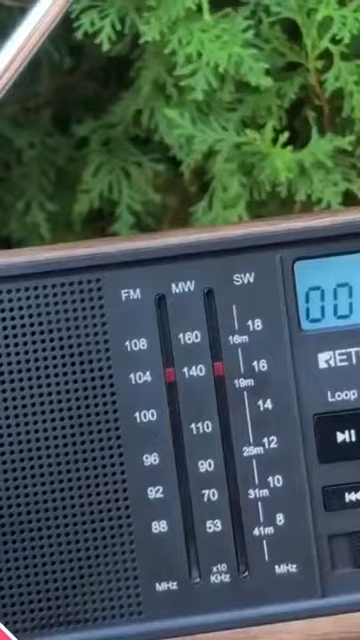 FM MW SW
108 160 18
16m
104 140 16
19m
100 110 14
25m 12
96 90 10
31m
92 70 8
41m
88 53
MHz x10 KHz MHz
00
RET
Loop